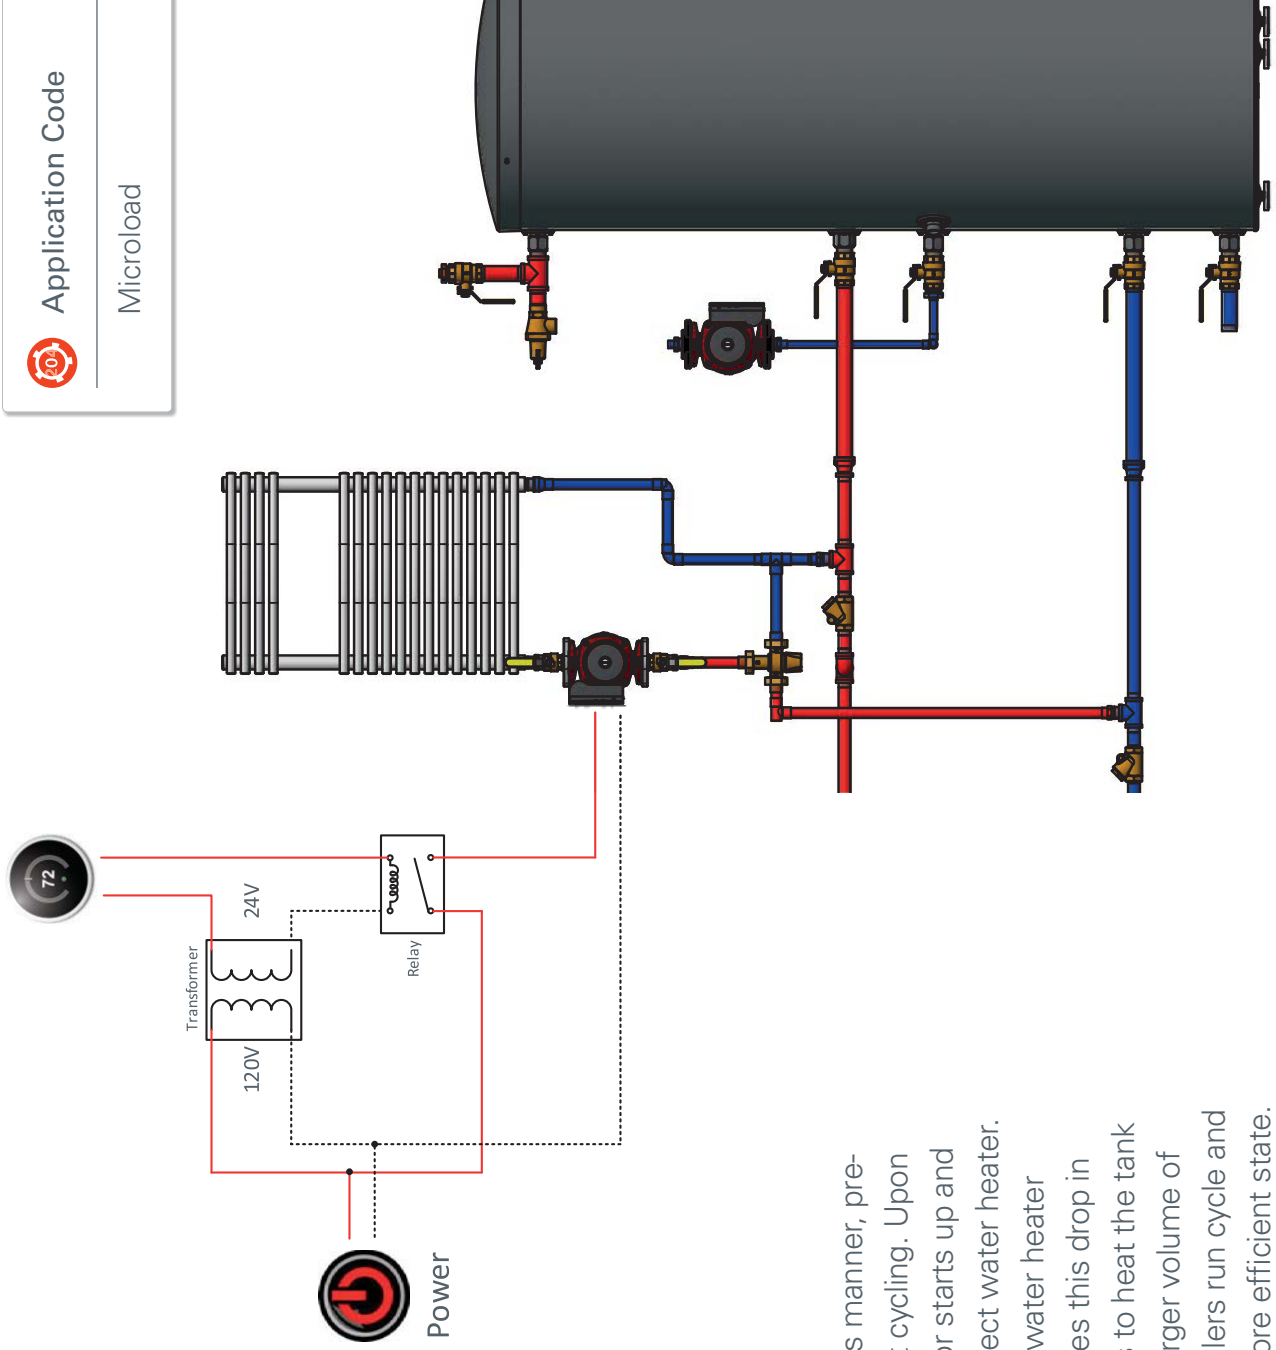 204
Application Code
Microload
72
24V
Transformer
120V
Relay
Power
s manner, pre-
t cycling. Upon
or starts up and
ect water heater.
water heater
es this drop in
s to heat the tank
rger volume of
lers run cycle and
ore efficient state.